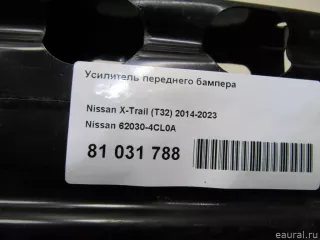 Усилитель переднего бампера
Nissan X-Trail (T32) 2014-2023
Nissan 62030-4CL0A
81 031 788
eaural.ru